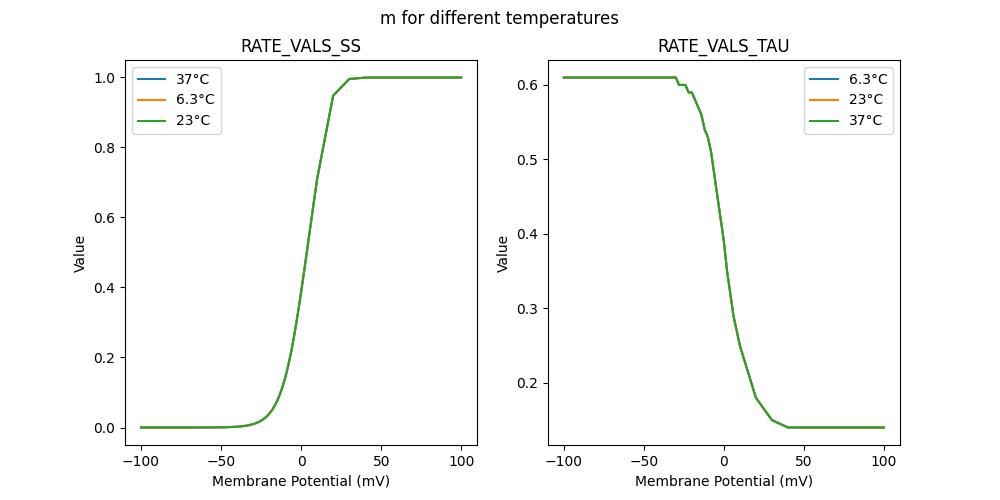 m for different temperatures
RATE_VALS_SS
37°C
6.3°C
23°C
1.0
0.8
0.6
0.4
0.2
0.0
Value
−100
−50
0
50
100
Membrane Potential (mV)
RATE_VALS_TAU
6.3°C
23°C
37°C
0.6
0.5
0.4
0.3
0.2
Value
−100
−50
0
50
100
Membrane Potential (mV)